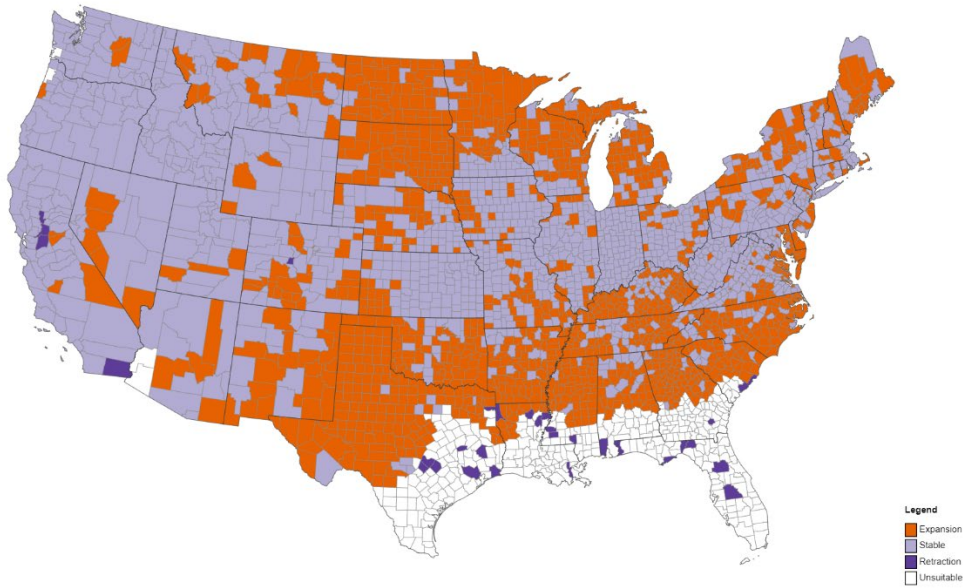 Legend
Expansion
Stable
Retraction
Unsuitable